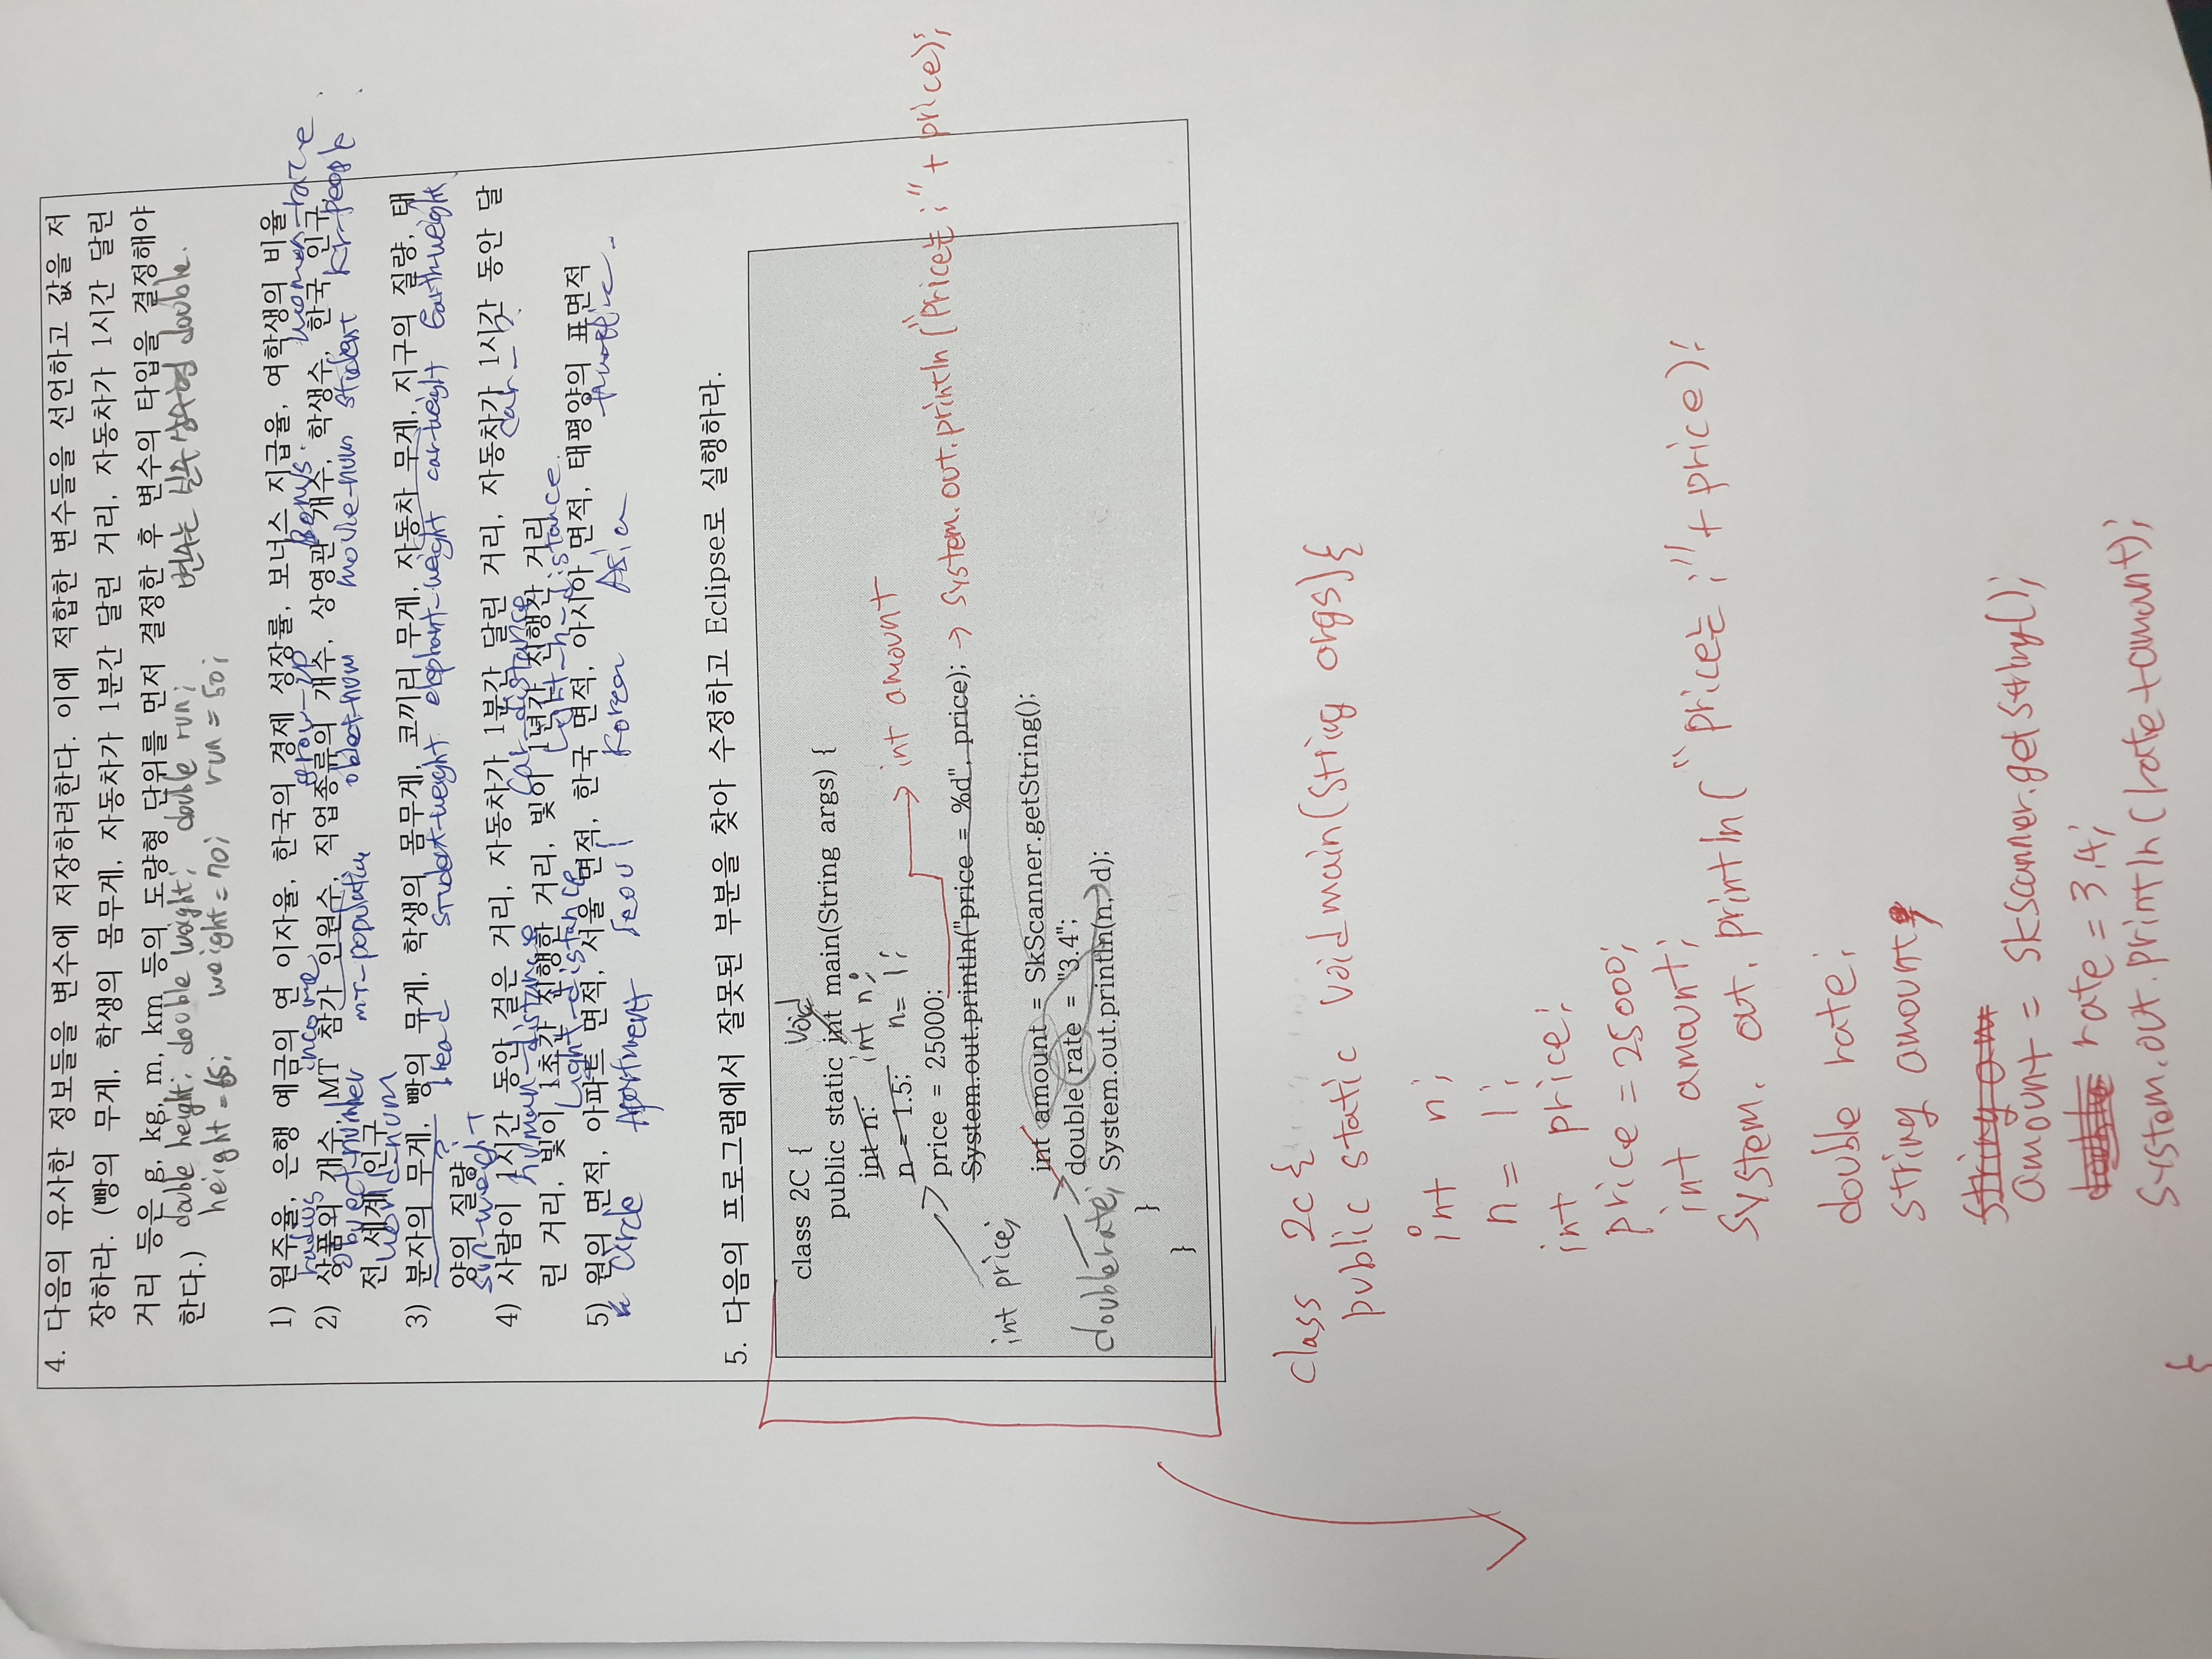 4. 다음의 유사한 정보들을 변수에 저장하려한다. 이에 적합한 변수들을 선언하고 값을 저
장하라. (빵의 무게, 학생의 몸무게, 자동차가 1분간 달린 거리, 자동차가 1시간 달린
거리 등은 g, kg, m, km 등의 도량형 단위를 먼저 결정한 후 변수의 타입을 결정해야
한다.) double height; double weight; double run; 변수는 실수 double.
height = 65; weight = 70; run = 50;
1) 원주율, 은행 예금의 연 이자율, 한국의 경제 성장률, 보너스 지급율, 여학생의 비율
radius income grow-up Bonus women-rate
2) 상품의 개수, MT 참가 인원수, 직업종류의 개수, 상영관 개수, 학생수, 한국 인구,
object-number MT-population object-num movie-num student kr-people
전 세계 인구
world-num
3) 분자의 무게, 빵의 무게, 학생의 몸무게, 코끼리 무게, 자동차 무게, 지구의 질량, 태
? bread student-weight elephant-weight car-weight Earth-weight
양의 질량
sun-weight
4) 사람이 1시간 동안 걸은 거리, 자동차가 1분간 달린 거리, 자동차가 1시간 동안 달
human-distance Car-distance Car-
린 거리, 빛이 1초간 진행한 거리, 빛이 1년간 진행한 거리
Light-distance Light-h-distance
5) 원의 면적, 아파트 면적, 서울 면적, 한국 면적, 아시아 면적, 태평양의 표면적
Circle Apartment Seoul Korea Asia
5. 다음의 프로그램에서 잘못된 부분을 찾아 수정하고 Eclipse로 실행하라.
class 2C {
void
public static int main(String args) {
int n; int n;
n = 1.5; n = 1;
int price; price = 25000; → int amount
System.out.println("price = %d", price); → System.out.println("price는 :" + price);
int amount = SkScanner.getString();
double rate = "3.4";
double rate; System.out.println(n, d);
}
}
class 2c {
public static void main(String args) {
int n;
n = 1;
int price;
price = 25000;
int amount;
System.out.println("price는 :" + price);
double rate;
string amount;
amount = skscanner.getString();
rate = 3.4;
System.out.println(rate+amount);
}